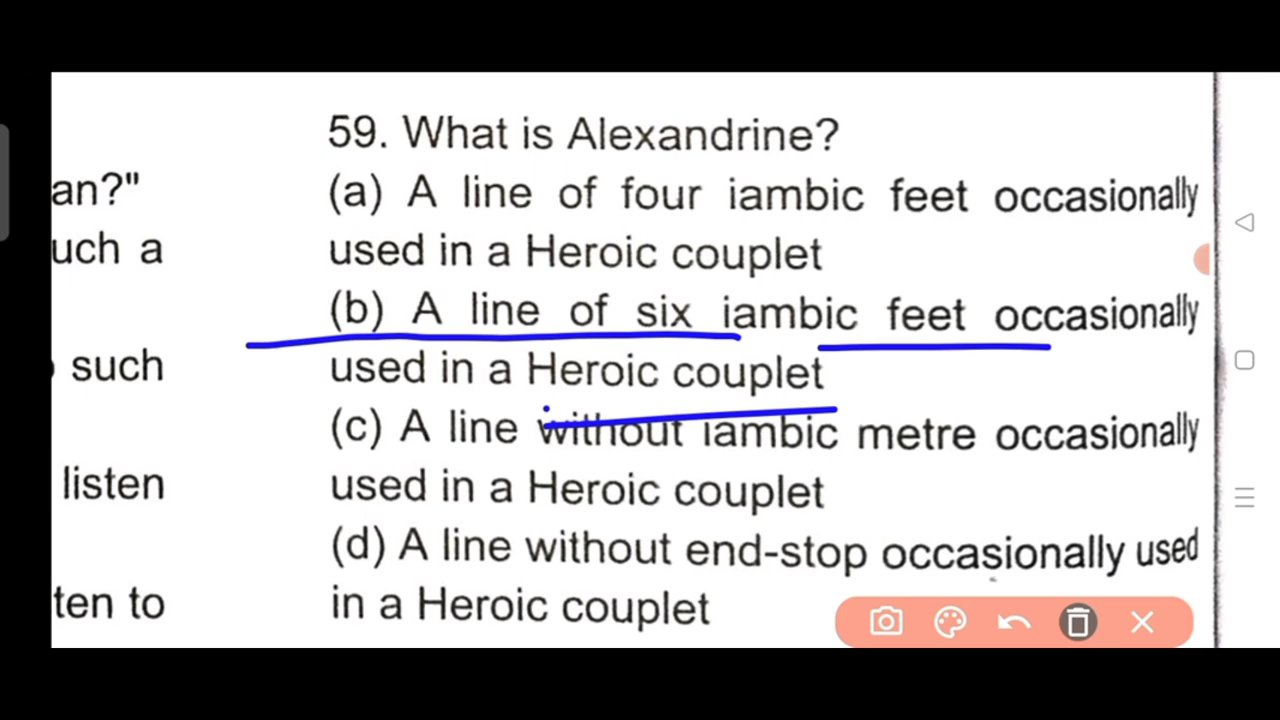 59. What is Alexandrine?
an?"
(a) A line of four iambic feet occasionally
uch a
used in a Heroic couplet
(b) A line of six iambic feet occasionally
such
used in a Heroic couplet
(c) A line without iambic metre occasionally
listen
used in a Heroic couplet
(d) A line without end-stop occasionally used
ten to
in a Heroic couplet